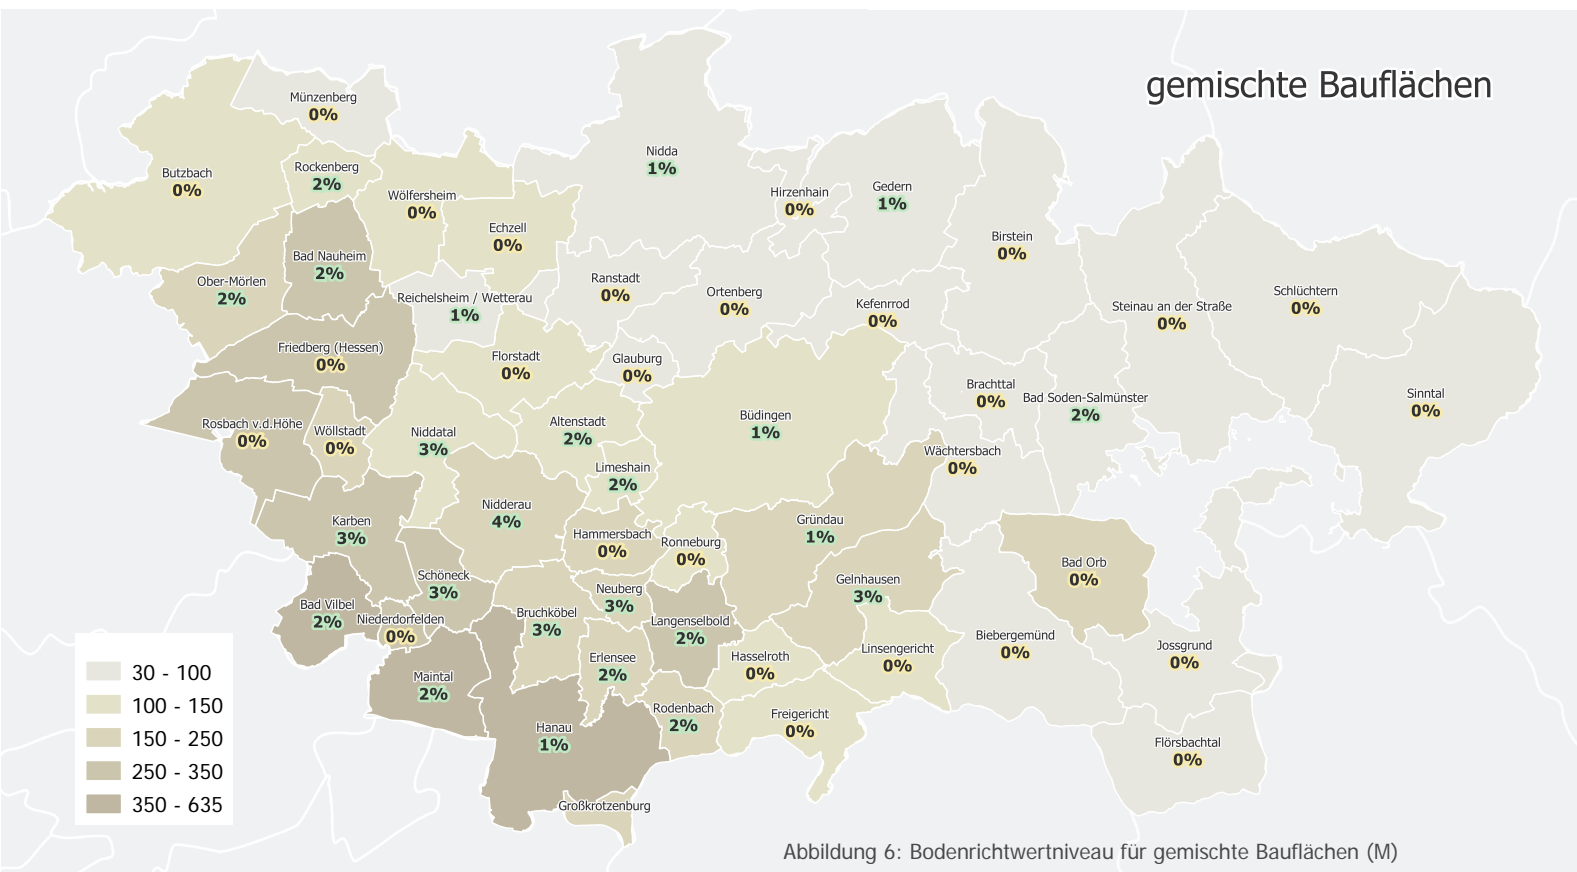 gemischte Bauflächen
Münzenberg
0%
Butzbach
0%
Rockenberg
2%
Wölfersheim
0%
Echzell
0%
Nidda
1%
Hirzenhain
0%
Gedern
1%
Birstein
0%
Bad Nauheim
2%
Ober-Mörlen
2%
Reichelsheim / Wetterau
1%
Ranstadt
0%
Ortenberg
0%
Kefenrrod
0%
Steinau an der Straße
0%
Schlüchtern
0%
Friedberg (Hessen)
0%
Florstadt
0%
Glauburg
0%
Brachttal
0%
Bad Soden-Salmünster
2%
Sinntal
0%
Rosbach v.d.Höhe
0%
Wöllstadt
0%
Niddatal
3%
Altenstadt
2%
Büdingen
1%
Limeshain
2%
Wächtersbach
0%
Karben
3%
Nidderau
4%
Hammersbach
0%
Ronneburg
0%
Gründau
1%
Bad Orb
0%
Schöneck
3%
Neuberg
3%
Gelnhausen
3%
Bad Vilbel
2%
Niederdorfelden
0%
Bruchköbel
3%
Langenselbold
2%
Biebergemünd
0%
Jossgrund
0%
Maintal
2%
Erlensee
2%
Hasselroth
0%
Linsengericht
0%
Hanau
1%
Rodenbach
2%
Freigericht
0%
Flörsbachtal
0%
Großkrotzenburg
30 - 100
100 - 150
150 - 250
250 - 350
350 - 635
Abbildung 6: Bodenrichtwertniveau für gemischte Bauflächen (M)